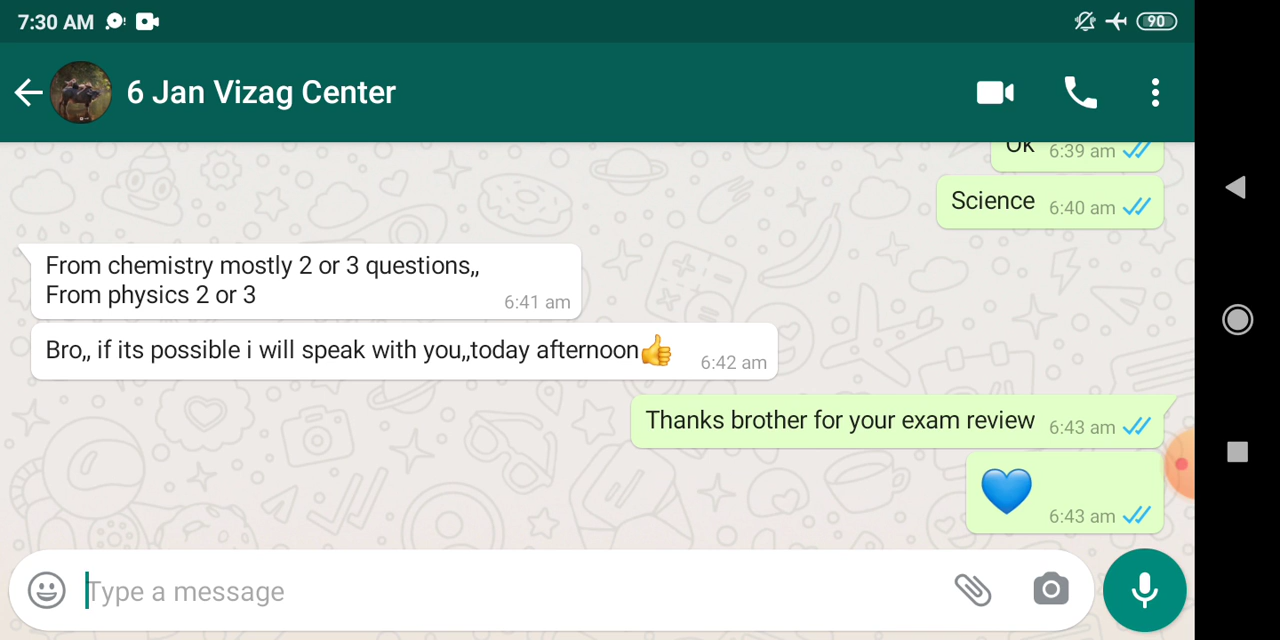 7:30 AM
90
6 Jan Vizag Center
Ok 6:39 am
Science 6:40 am
From chemistry mostly 2 or 3 questions,,
From physics 2 or 3
6:41 am
Bro,, if its possible i will speak with you,,today afternoon👍 6:42 am
Thanks brother for your exam review 6:43 am
💙 6:43 am
Type a message